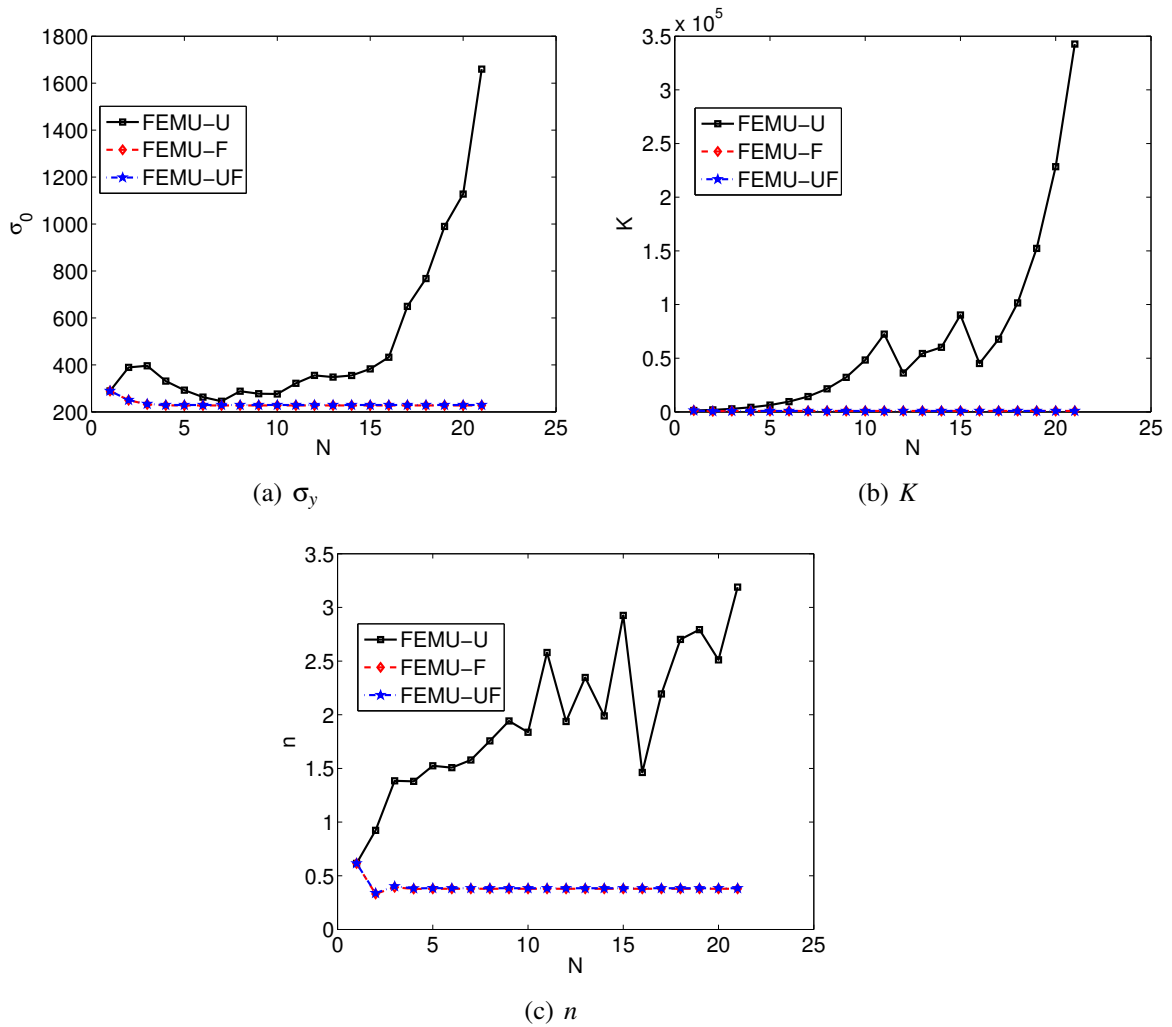 1800
1600
1400
1200
1000
800
600
400
200
0
5
10
15
20
25
σ0
N
FEMU−U
FEMU−F
FEMU−UF
(a) σy
x 10^5
3.5
3
2.5
2
1.5
1
0.5
0
0
5
10
15
20
25
K
N
FEMU−U
FEMU−F
FEMU−UF
(b) K
3.5
3
2.5
2
1.5
1
0.5
0
0
5
10
15
20
25
n
N
FEMU−U
FEMU−F
FEMU−UF
(c) n